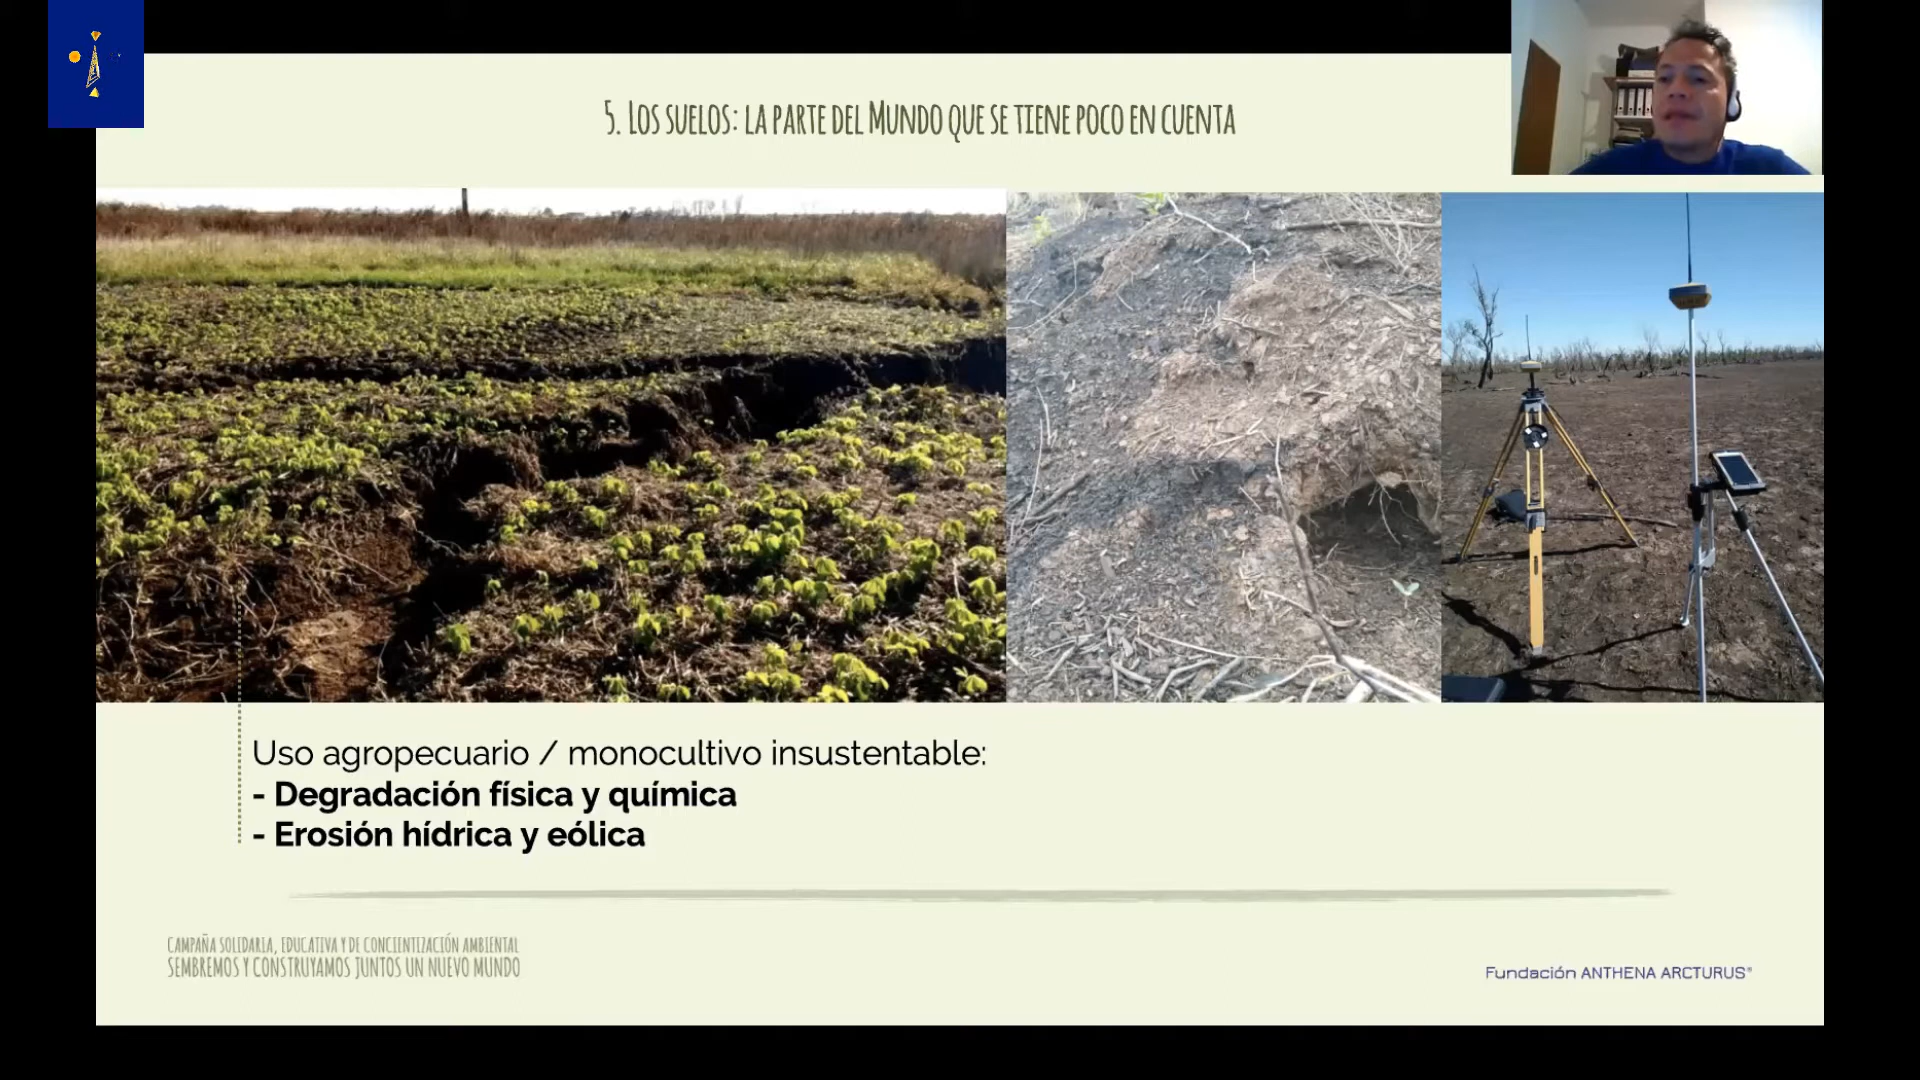 5. Los suelos: la parte del Mundo que se tiene poco en cuenta
Uso agropecuario / monocultivo insustentable:
- Degradación física y química
- Erosión hídrica y eólica
CAMPAÑA SOLIDARIA, EDUCATIVA Y DE CONCIENTIZACIÓN AMBIENTAL
SEMBREMOS Y CONSTRUYAMOS JUNTOS UN NUEVO MUNDO
Fundación ANTHENA ARCTURUS®